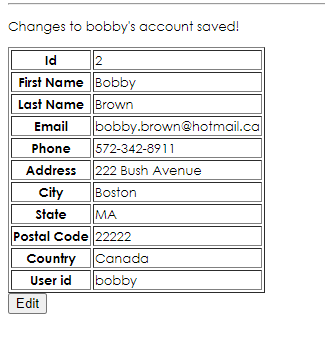 Changes to bobby's account saved!
Id 2
First Name Bobby
Last Name Brown
Email bobby.brown@hotmail.ca
Phone 572-342-8911
Address 222 Bush Avenue
City Boston
State MA
Postal Code 22222
Country Canada
User id bobby
Edit